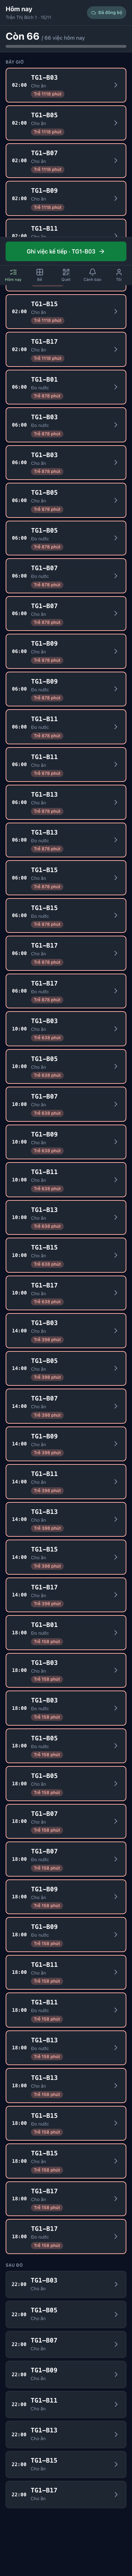 Hôm nay
Trần Thị Bích 1 · 15211
Đã đồng bộ
Còn 66 / 86 việc hôm nay
BÂY GIỜ
TG1-B03
02:00 Cho ăn
Trễ 1118 phút
TG1-B05
02:00 Cho ăn
Trễ 1118 phút
TG1-B07
02:00 Cho ăn
Trễ 1118 phút
TG1-B09
02:00 Cho ăn
Trễ 1118 phút
TG1-B11
02:00 Cho ăn
Ghi việc kế tiếp · TG1-B03 →
Hôm nay
Bể
Quét
Cảnh báo
Tôi
TG1-B15
02:00 Cho ăn
Trễ 1118 phút
TG1-B17
02:00 Cho ăn
Trễ 1118 phút
TG1-B01
06:00 Đo nước
Trễ 878 phút
TG1-B03
06:00 Đo nước
Trễ 878 phút
TG1-B03
06:00 Cho ăn
Trễ 878 phút
TG1-B05
06:00 Cho ăn
Trễ 878 phút
TG1-B05
06:00 Đo nước
Trễ 878 phút
TG1-B07
06:00 Đo nước
Trễ 878 phút
TG1-B07
06:00 Cho ăn
Trễ 878 phút
TG1-B09
06:00 Cho ăn
Trễ 878 phút
TG1-B09
06:00 Đo nước
Trễ 878 phút
TG1-B11
06:00 Đo nước
Trễ 878 phút
TG1-B11
06:00 Cho ăn
Trễ 878 phút
TG1-B13
06:00 Cho ăn
Trễ 878 phút
TG1-B13
06:00 Đo nước
Trễ 878 phút
TG1-B15
06:00 Cho ăn
Trễ 878 phút
TG1-B15
06:00 Đo nước
Trễ 878 phút
TG1-B17
06:00 Cho ăn
Trễ 878 phút
TG1-B17
06:00 Đo nước
Trễ 878 phút
TG1-B03
10:00 Cho ăn
Trễ 638 phút
TG1-B05
10:00 Cho ăn
Trễ 638 phút
TG1-B07
10:00 Cho ăn
Trễ 638 phút
TG1-B09
10:00 Cho ăn
Trễ 638 phút
TG1-B11
10:00 Cho ăn
Trễ 638 phút
TG1-B13
10:00 Cho ăn
Trễ 638 phút
TG1-B15
10:00 Cho ăn
Trễ 638 phút
TG1-B17
10:00 Cho ăn
Trễ 638 phút
TG1-B03
14:00 Cho ăn
Trễ 398 phút
TG1-B05
14:00 Cho ăn
Trễ 398 phút
TG1-B07
14:00 Cho ăn
Trễ 398 phút
TG1-B09
14:00 Cho ăn
Trễ 398 phút
TG1-B11
14:00 Cho ăn
Trễ 398 phút
TG1-B13
14:00 Cho ăn
Trễ 398 phút
TG1-B15
14:00 Cho ăn
Trễ 398 phút
TG1-B17
14:00 Cho ăn
Trễ 398 phút
TG1-B01
18:00 Đo nước
Trễ 158 phút
TG1-B03
18:00 Đo nước
Trễ 158 phút
TG1-B03
18:00 Cho ăn
Trễ 158 phút
TG1-B05
18:00 Đo nước
Trễ 158 phút
TG1-B05
18:00 Cho ăn
Trễ 158 phút
TG1-B07
18:00 Cho ăn
Trễ 158 phút
TG1-B07
18:00 Đo nước
Trễ 158 phút
TG1-B09
18:00 Cho ăn
Trễ 158 phút
TG1-B09
18:00 Đo nước
Trễ 158 phút
TG1-B11
18:00 Cho ăn
Trễ 158 phút
TG1-B11
18:00 Đo nước
Trễ 158 phút
TG1-B13
18:00 Đo nước
Trễ 158 phút
TG1-B13
18:00 Cho ăn
Trễ 158 phút
TG1-B15
18:00 Đo nước
Trễ 158 phút
TG1-B15
18:00 Cho ăn
Trễ 158 phút
TG1-B17
18:00 Cho ăn
Trễ 158 phút
TG1-B17
18:00 Đo nước
Trễ 158 phút
SAU ĐÓ
TG1-B03
22:00 Cho ăn
TG1-B05
22:00 Cho ăn
TG1-B07
22:00 Cho ăn
TG1-B09
22:00 Cho ăn
TG1-B11
22:00 Cho ăn
TG1-B13
22:00 Cho ăn
TG1-B15
22:00 Cho ăn
TG1-B17
22:00 Cho ăn